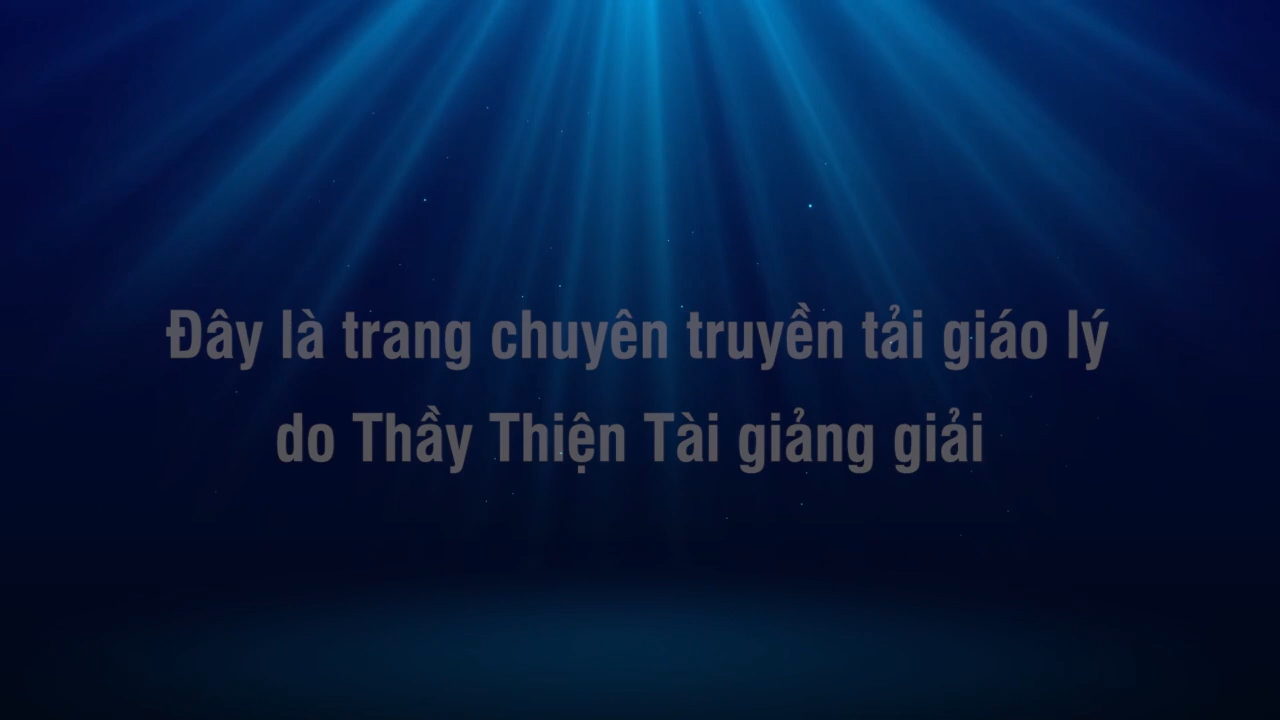 Đây là trang chuyên truyền tải giáo lý
do Thầy Thiện Tài giảng giải